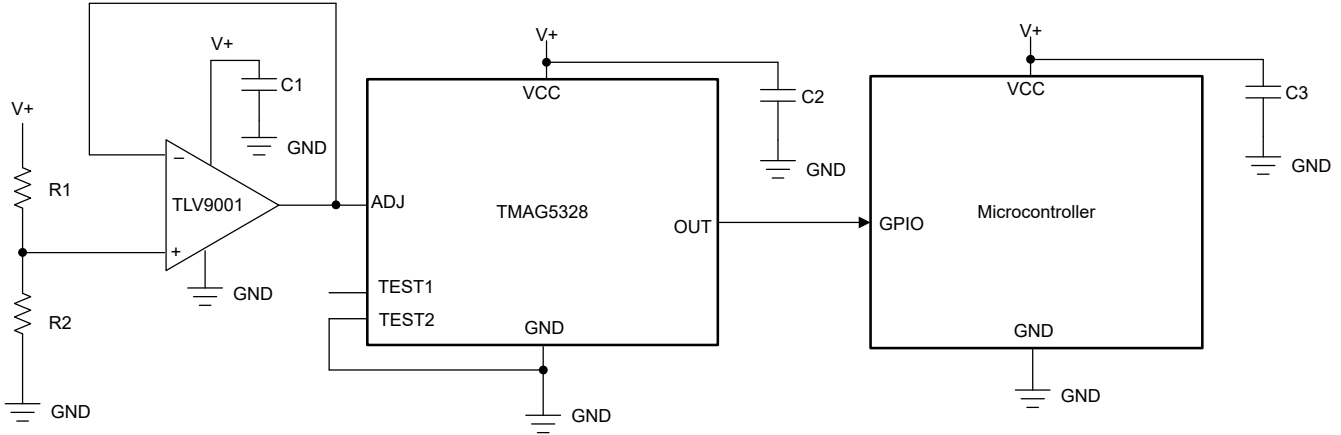 V+
R1
R2
GND
−
+
TLV9001
V+
C1
GND
GND
V+
VCC
C2
GND
ADJ
TMAG5328
OUT
TEST1
TEST2
GND
GND
V+
VCC
C3
GND
GPIO
Microcontroller
GND
GND